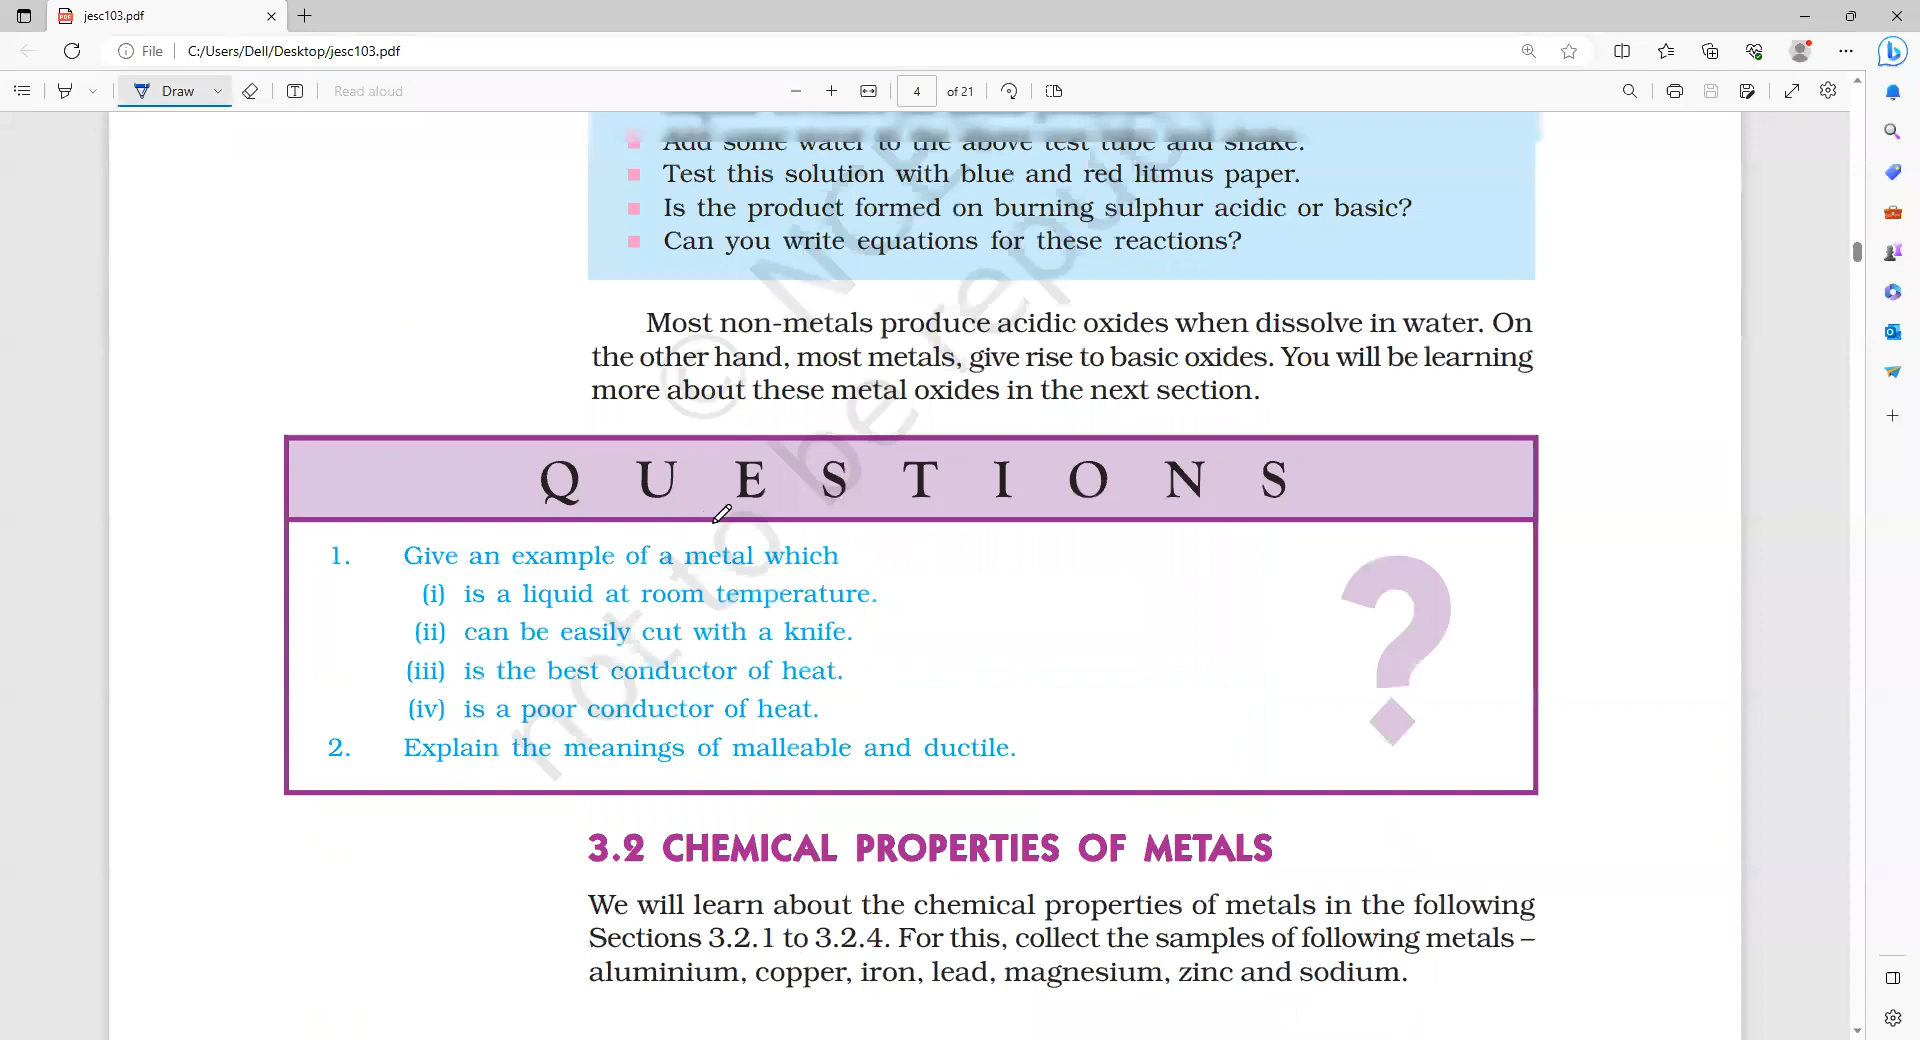 jesc103.pdf
File C:/Users/Dell/Desktop/jesc103.pdf
Draw Read aloud 4 of 21
Add some water to the above test tube and shake.
Test this solution with blue and red litmus paper.
Is the product formed on burning sulphur acidic or basic?
Can you write equations for these reactions?
Most non-metals produce acidic oxides when dissolve in water. On
the other hand, most metals, give rise to basic oxides. You will be learning
more about these metal oxides in the next section.
QUESTIONS
1. Give an example of a metal which
(i) is a liquid at room temperature.
(ii) can be easily cut with a knife.
(iii) is the best conductor of heat.
(iv) is a poor conductor of heat.
2. Explain the meanings of malleable and ductile.
?
3.2 CHEMICAL PROPERTIES OF METALS
We will learn about the chemical properties of metals in the following
Sections 3.2.1 to 3.2.4. For this, collect the samples of following metals –
aluminium, copper, iron, lead, magnesium, zinc and sodium.
© NCE
not to be repu